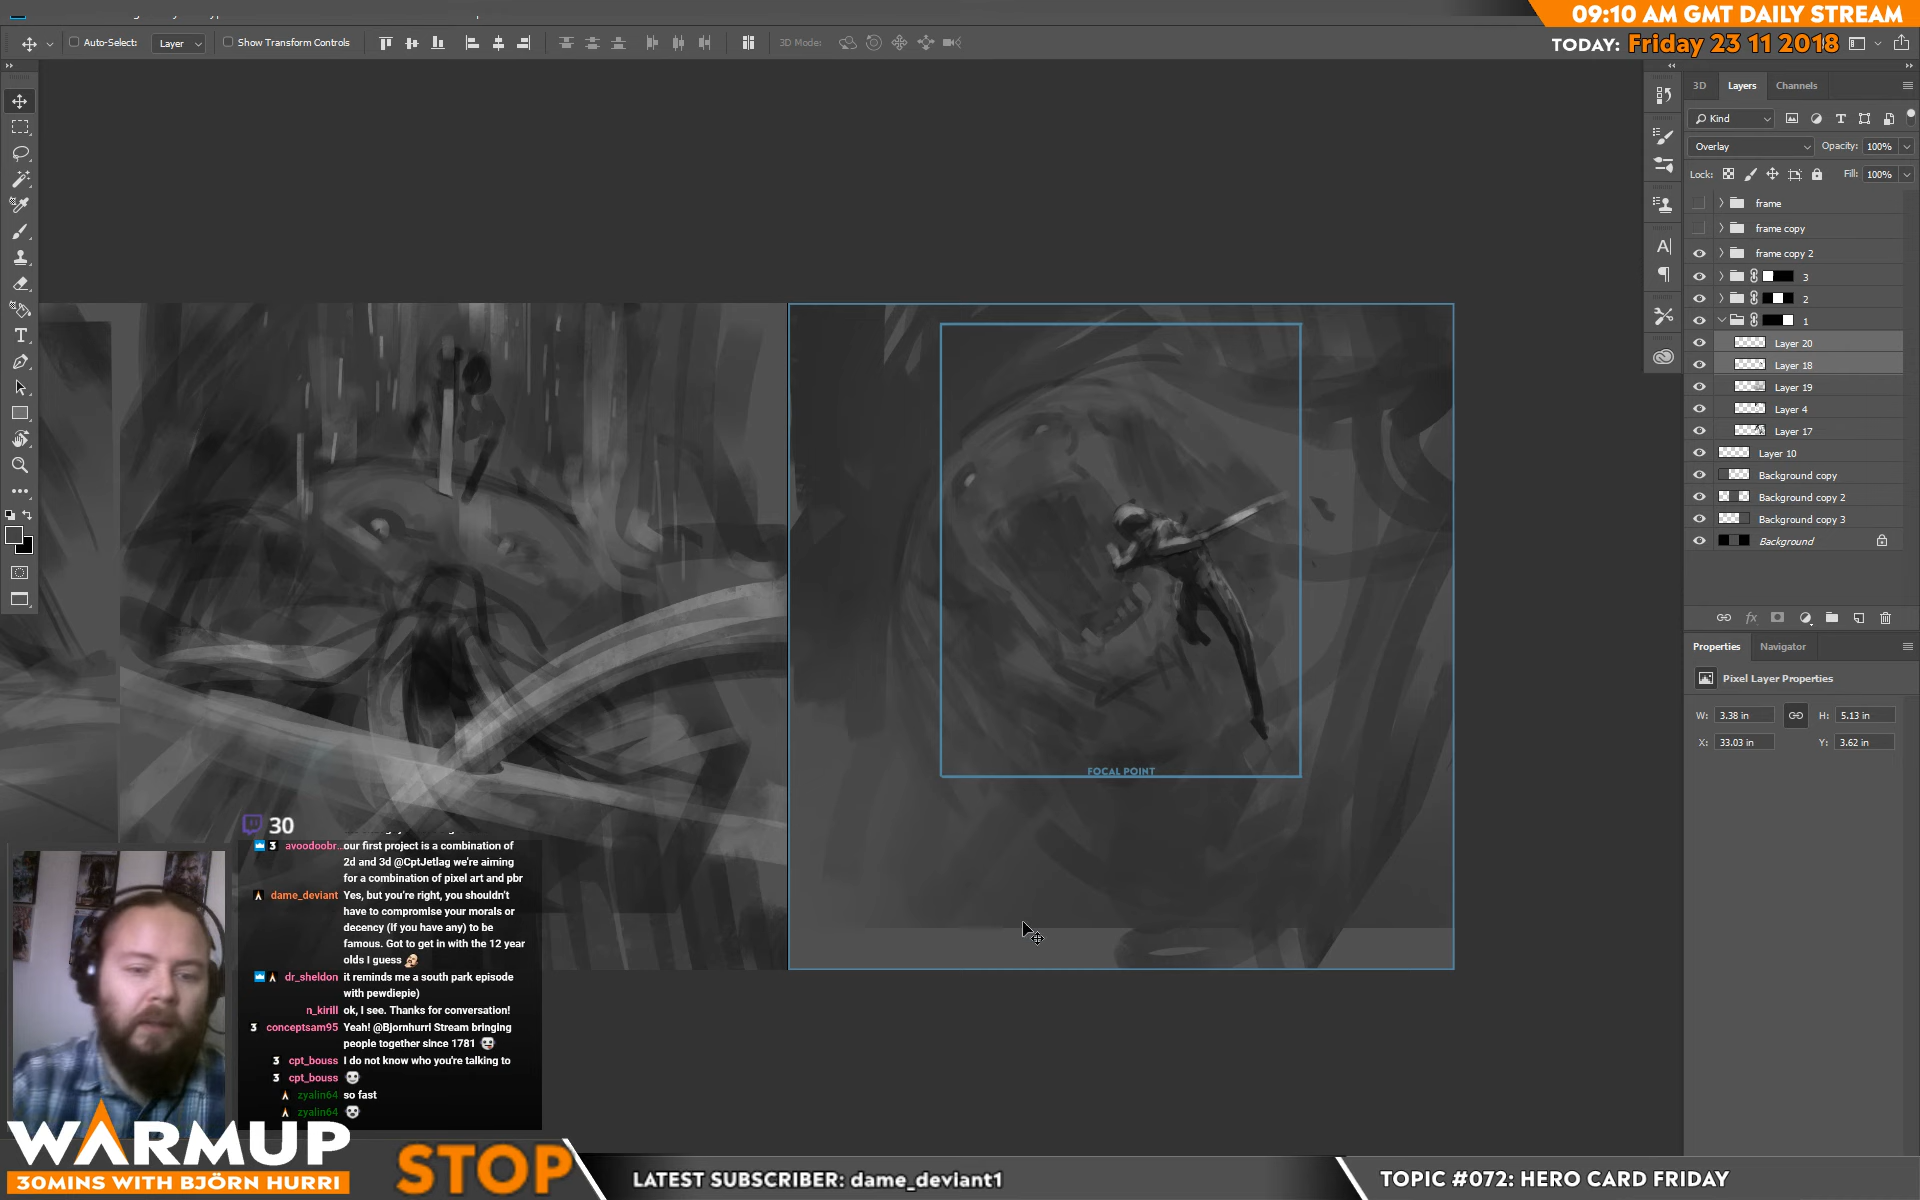 09:10 AM GMT DAILY STREAM
TODAY: Friday 23 11 2018
Auto-Select:
Layer
Show Transform Controls
3D Mode:
3D
Layers
Channels
Kind
Overlay
Opacity: 100%
Lock:
Fill: 100%
frame
frame copy
frame copy 2
3
2
1
Layer 20
Layer 18
Layer 19
Layer 4
Layer 17
Layer 10
Background copy
Background copy 2
Background copy 3
Background
Properties
Navigator
Pixel Layer Properties
W: 3.38 in
H: 5.13 in
X: 33.03 in
Y: 3.62 in
FOCAL POINT
30
3 avoodoobr... our first project is a combination of
2d and 3d @CptJetlag we're aiming
for a combination of pixel art and pbr
dame_deviant Yes, but you're right, you shouldn't
have to compromise your morals or
decency (if you have any) to be
famous. Got to get in with the 12 year
olds I guess
dr_sheldon it reminds me a south park episode
with pewdiepie)
n_kirill ok, I see. Thanks for conversation!
3 conceptsam95 Yeah! @Bjornhurri Stream bringing
people together since 1781
3 cpt_bouss I do not know who you're talking to
3 cpt_bouss
zyalin64 so fast
zyalin64
WARMUP
30MINS WITH BJÖRN HURRI
STOP
LATEST SUBSCRIBER: dame_deviant1
TOPIC #072: HERO CARD FRIDAY